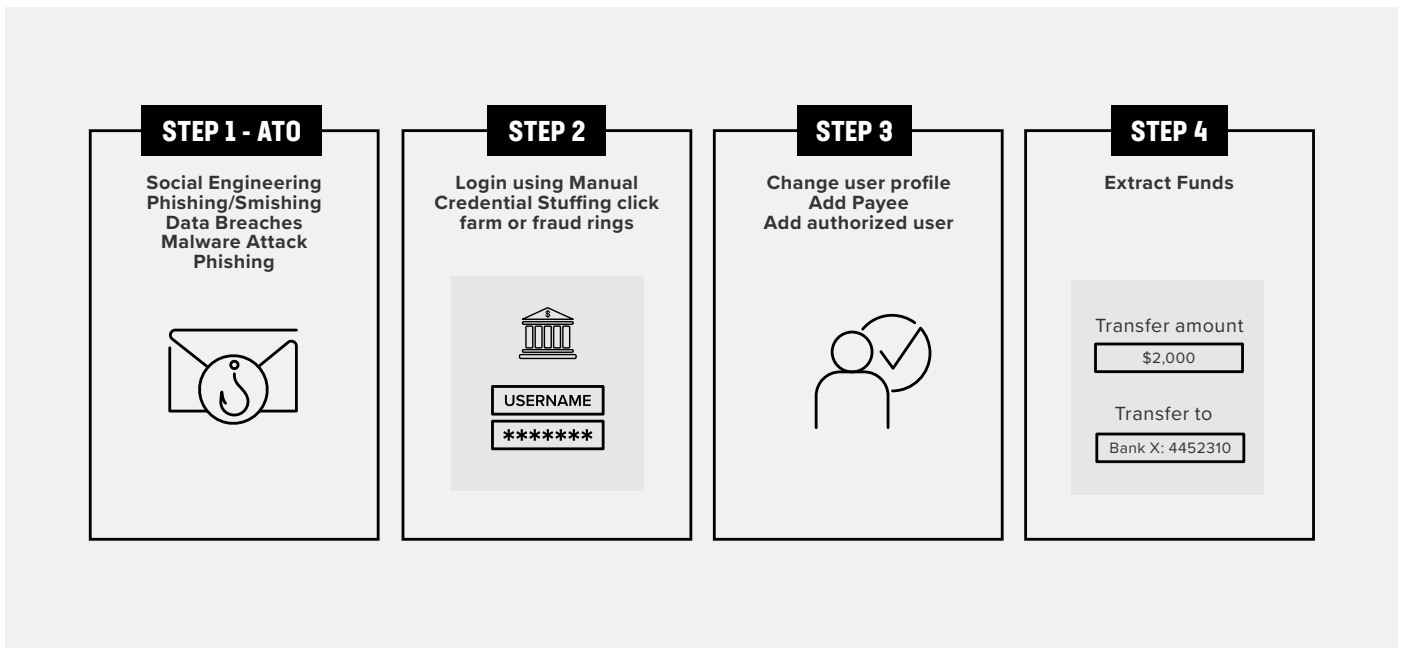 STEP 1 - ATO
Social Engineering
Phishing/Smishing
Data Breaches
Malware Attack
Phishing
STEP 2
Login using Manual
Credential Stuffing click
farm or fraud rings
$
USERNAME
*******
STEP 3
Change user profile
Add Payee
Add authorized user
STEP 4
Extract Funds
Transfer amount
$2,000
Transfer to
Bank X: 4452310